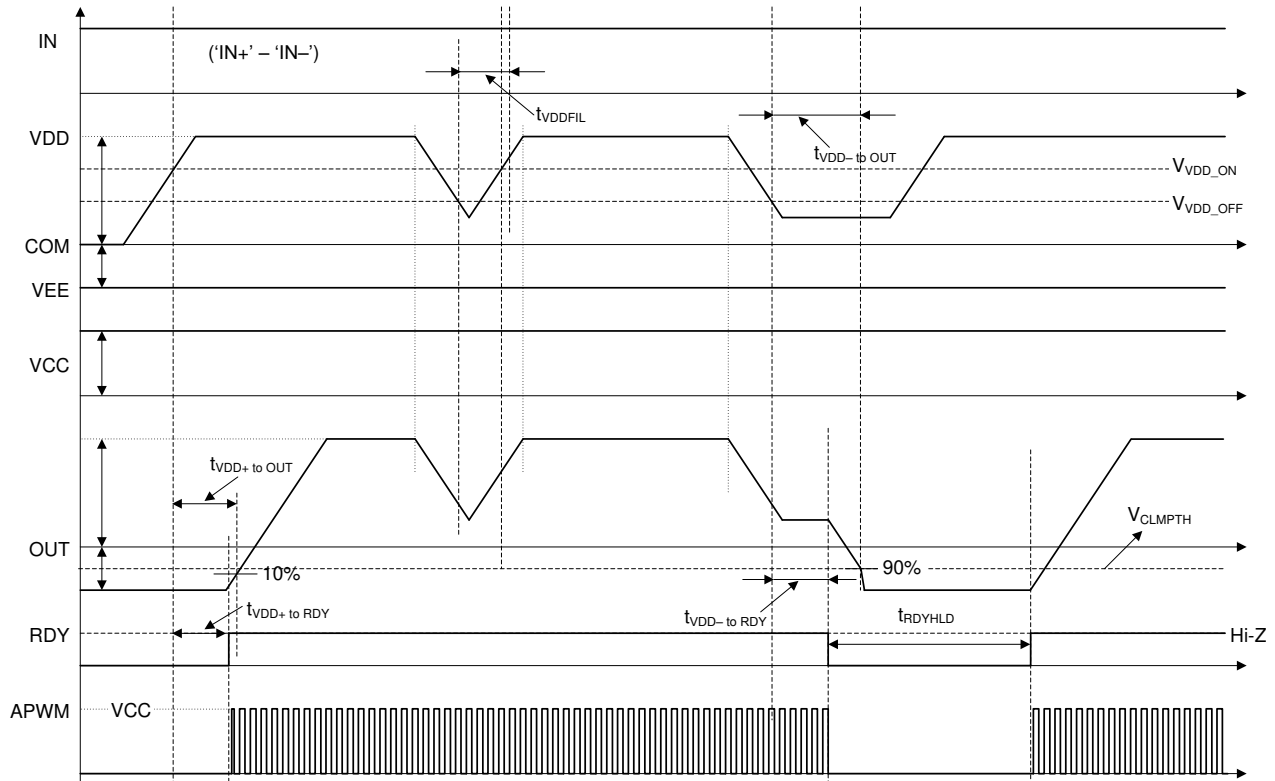 IN
('IN+' – 'IN–')
tVDDFIL
VDD
tVDD– to OUT
VVDD_ON
VVDD_OFF
COM
VEE
VCC
tVDD+ to OUT
VCLMPTH
OUT
10%
90%
tVDD+ to RDY
tVDD– to RDY
tRDYHLD
RDY
Hi-Z
APWM
VCC